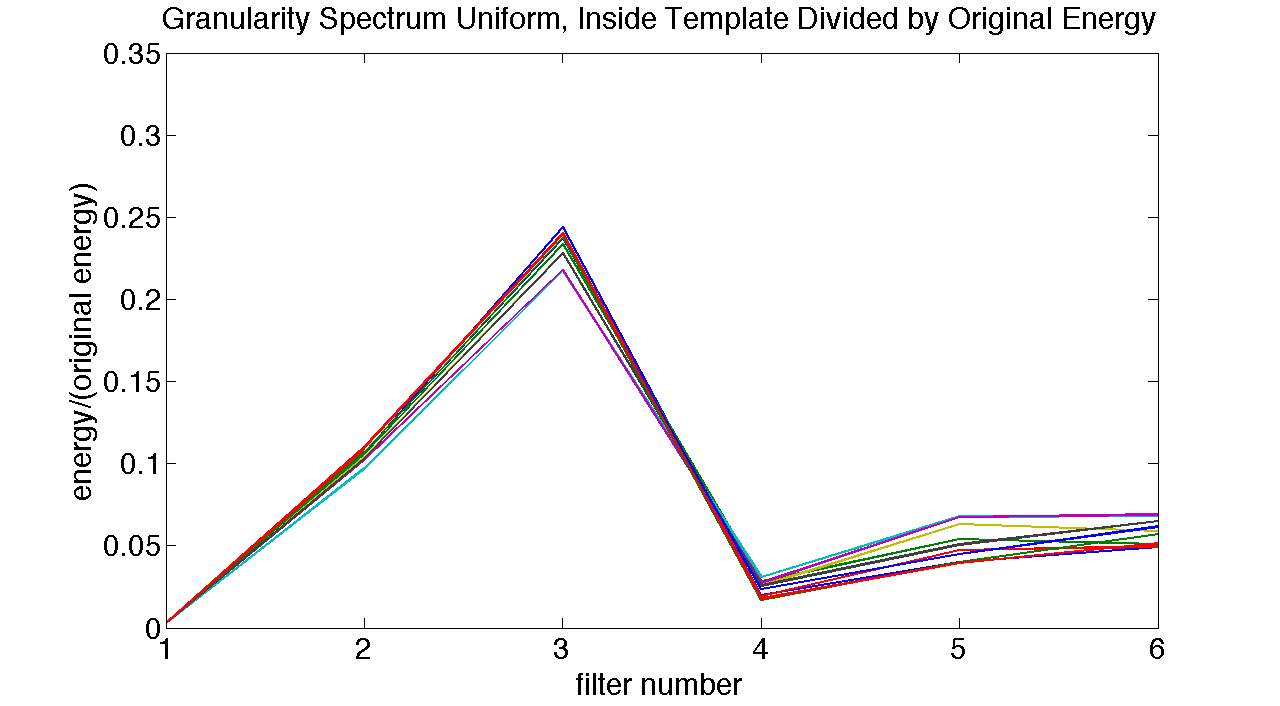 Granularity Spectrum Uniform, Inside Template Divided by Original Energy
0.35
0.3
0.25
0.2
0.15
0.1
0.05
0
energy/(original energy)
1 2 3 4 5 6
filter number